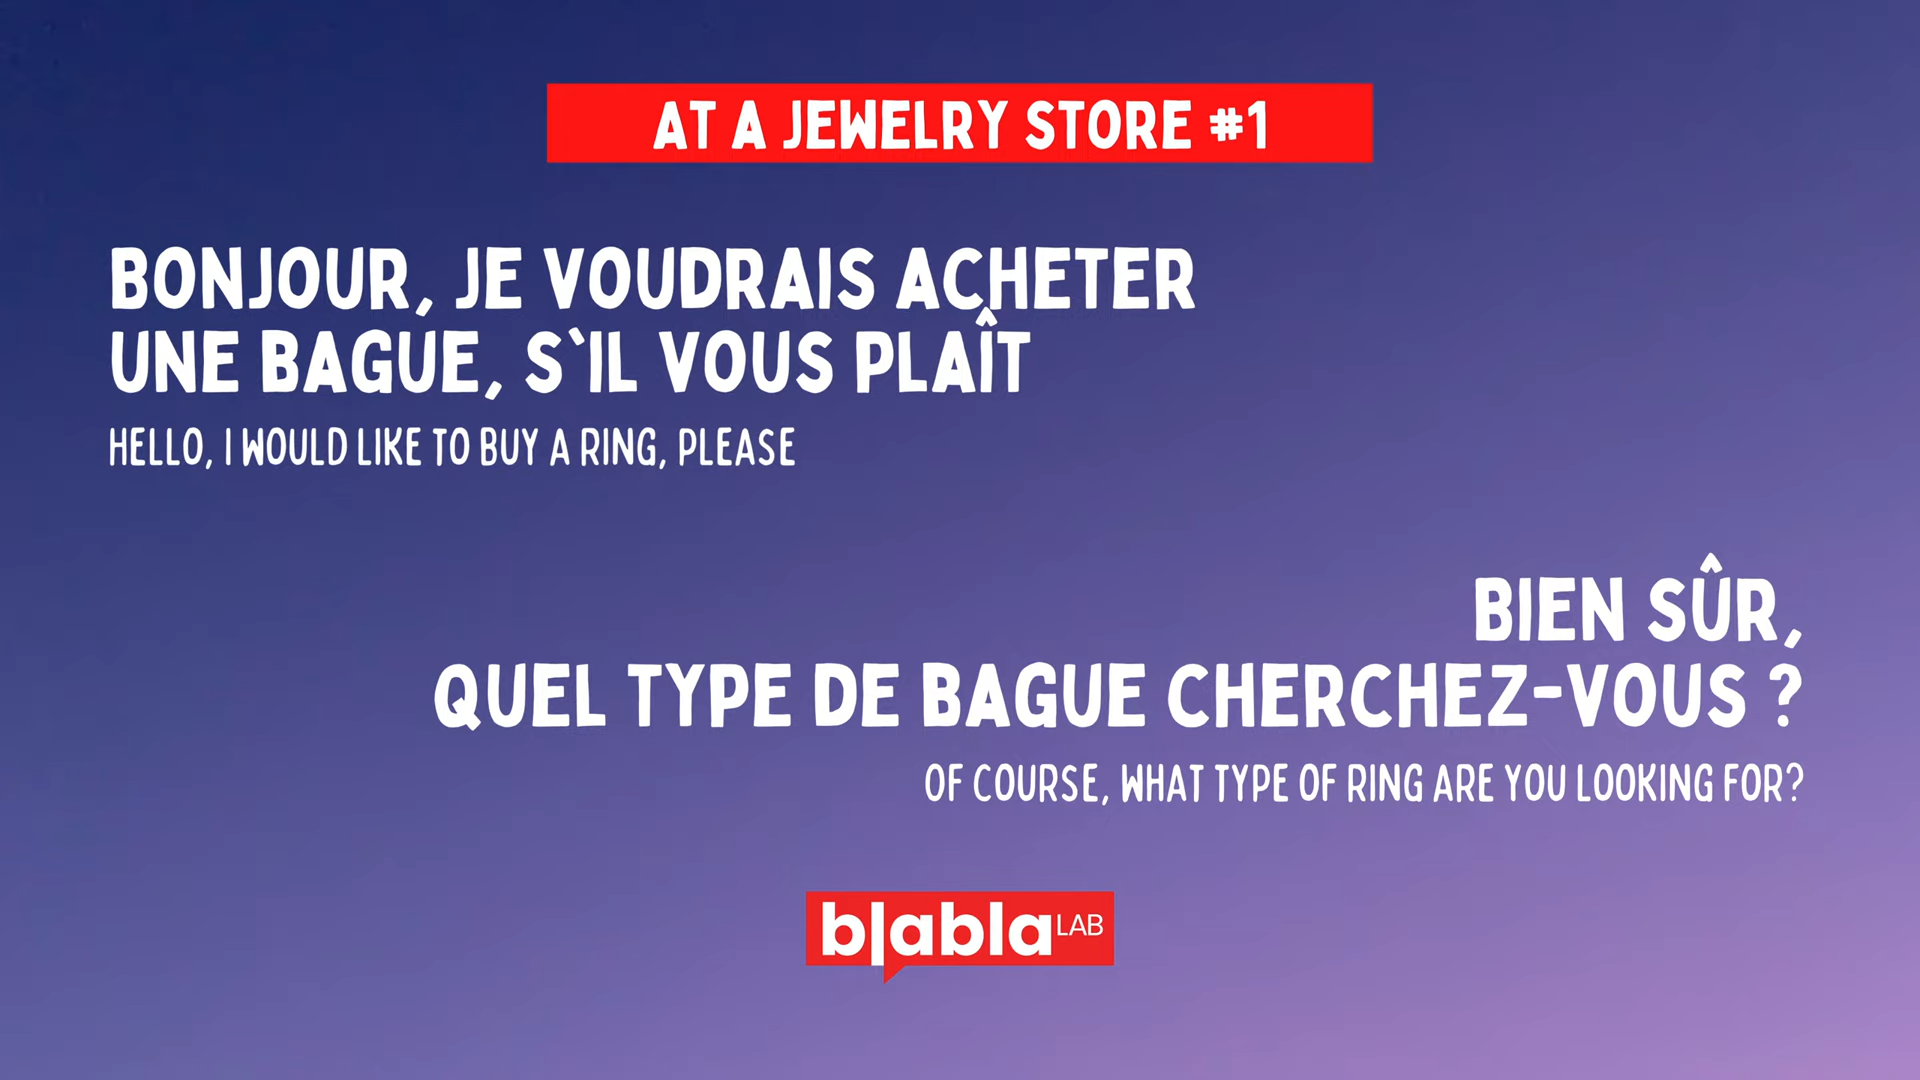 AT A JEWELRY STORE #1
BONJOUR, JE VOUDRAIS ACHETER
UNE BAGUE, S`IL VOUS PLAÎT
HELLO, I WOULD LIKE TO BUY A RING, PLEASE
BIEN SÛR,
QUEL TYPE DE BAGUE CHERCHEZ-VOUS ?
OF COURSE, WHAT TYPE OF RING ARE YOU LOOKING FOR?
blabla LAB